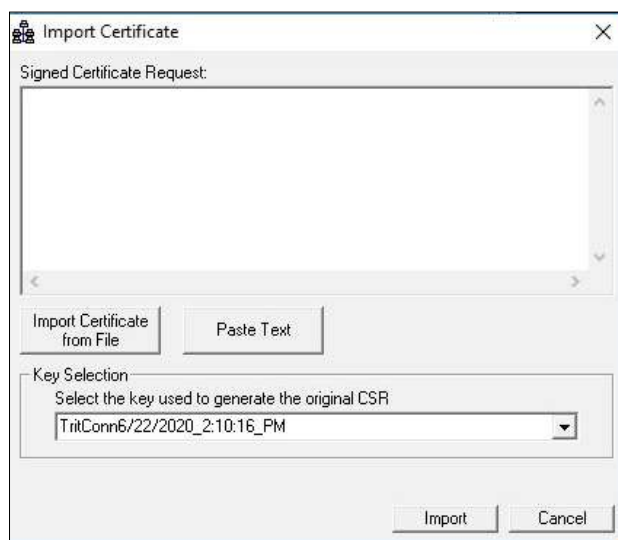 Import Certificate
Signed Certificate Request:
Import Certificate
from File
Paste Text
Key Selection
Select the key used to generate the original CSR
TritConn6/22/2020_2:10:16_PM
Import
Cancel